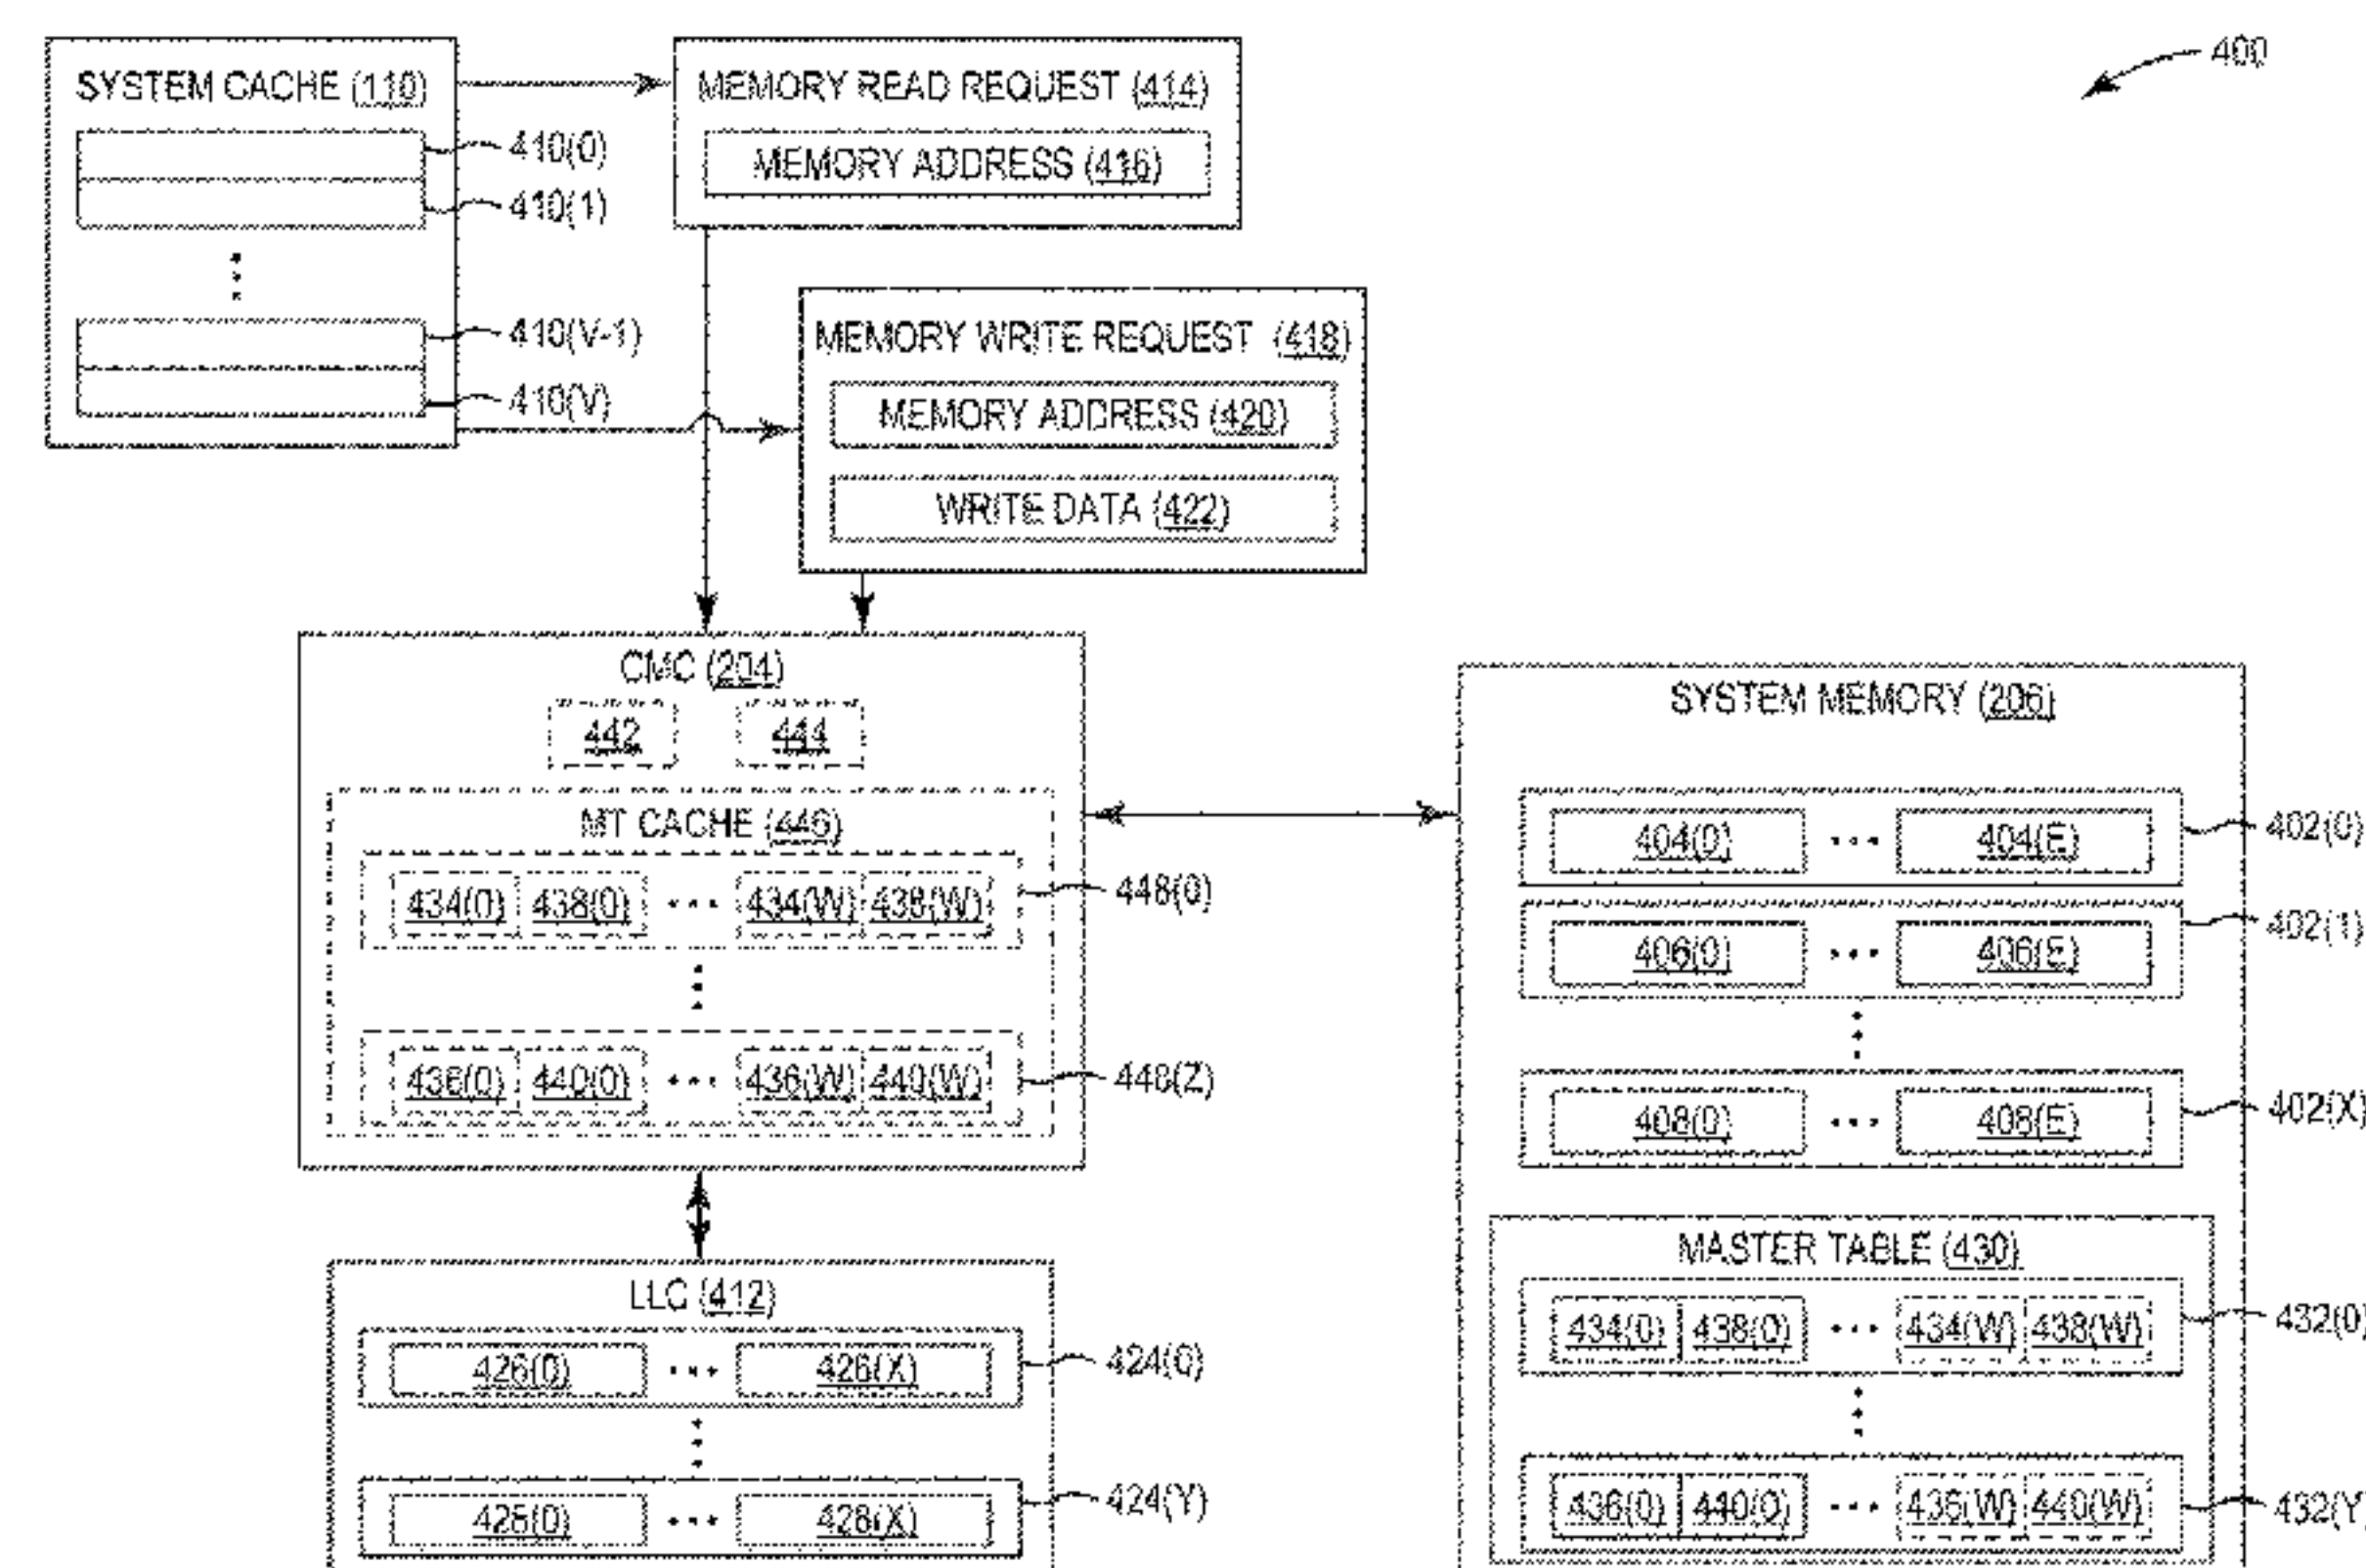 400
SYSTEM CACHE (110)
410(0)
410(1)
410(V-1)
410(V)
MEMORY READ REQUEST (414)
MEMORY ADDRESS (416)
MEMORY WRITE REQUEST (418)
MEMORY ADDRESS (420)
WRITE DATA (422)
CMC (204)
442 444
MT CACHE (446)
434(0) 438(0) ... 434(W) 438(W)
448(0)
436(0) 440(0) ... 436(W) 440(W)
448(Z)
LLC (412)
426(0) ... 426(X)
424(0)
428(0) ... 428(X)
424(Y)
SYSTEM MEMORY (206)
404(0) ... 404(E)
402(0)
406(0) ... 406(E)
402(1)
408(0) ... 408(E)
402(X)
MASTER TABLE (430)
434(0) 438(0) ... 434(W) 438(W)
432(0)
436(0) 440(0) ... 436(W) 440(W)
432(Y)